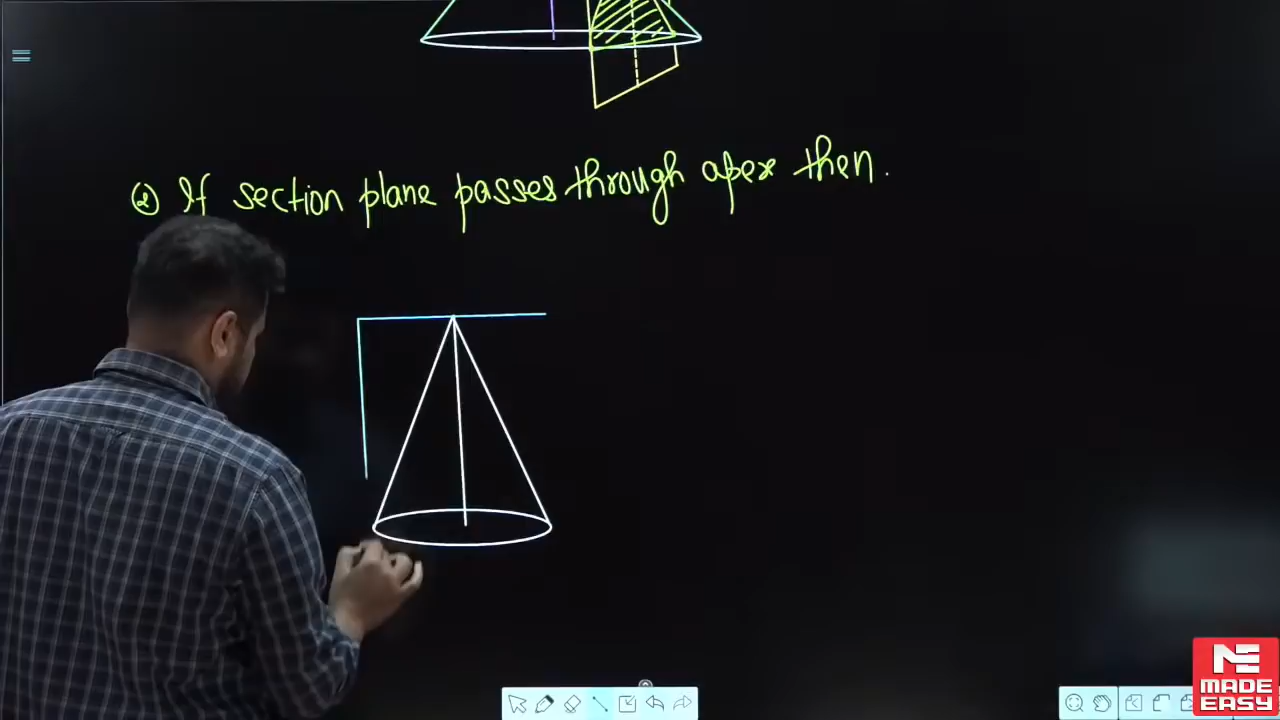 ② If section plane passes through apex then.
MADE
EASY